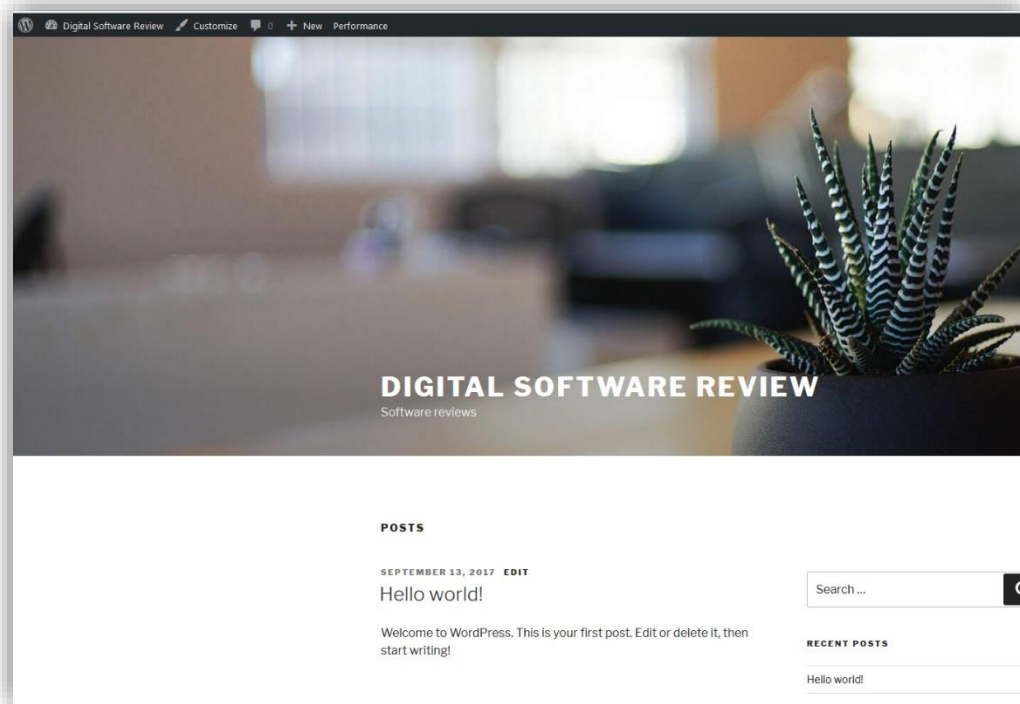 Digital Software Review Customize 0 New Performance
DIGITAL SOFTWARE REVIEW
Software reviews
POSTS
SEPTEMBER 13, 2017 EDIT
Hello world!
Welcome to WordPress. This is your first post. Edit or delete it, then
start writing!
Search ...
RECENT POSTS
Hello world!